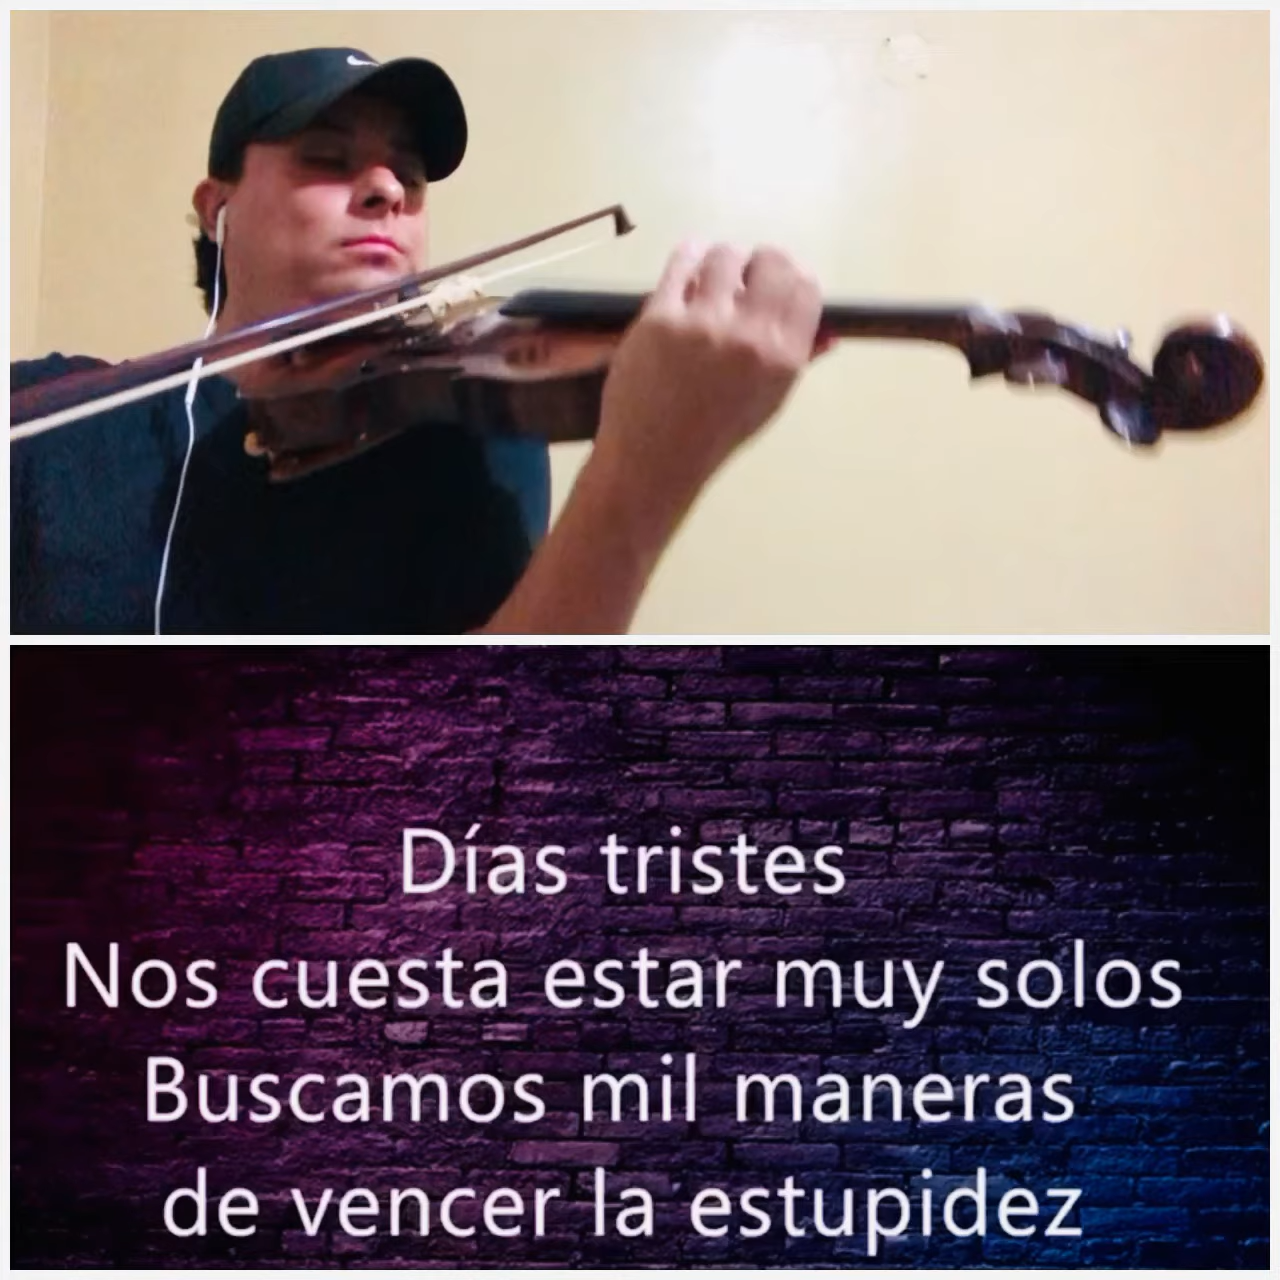 Días tristes
Nos cuesta estar muy solos
Buscamos mil maneras
de vencer la estupidez